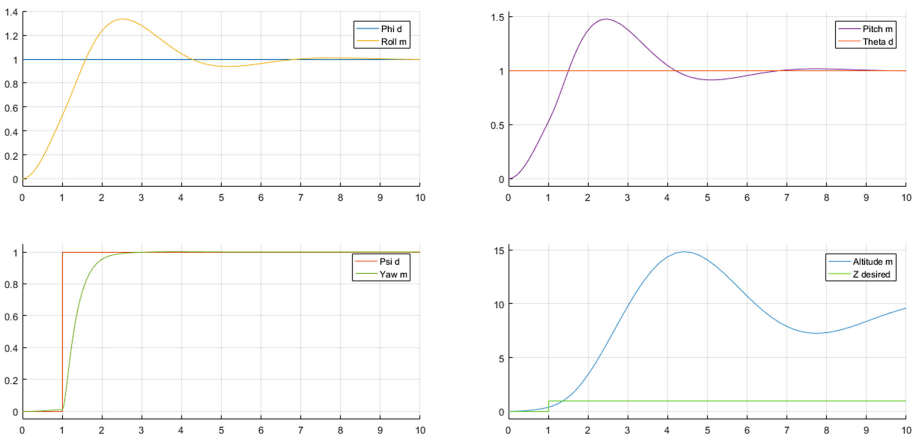 1.4
1.2
1
0.8
0.6
0.4
0.2
0
0 1 2 3 4 5 6 7 8 9 10
Phi d
Roll m
1.5
1
0.5
0
0 1 2 3 4 5 6 7 8 9 10
Pitch m
Theta d
1
0.8
0.6
0.4
0.2
0
0 1 2 3 4 5 6 7 8 9 10
Psi d
Yaw m
15
10
5
0
0 1 2 3 4 5 6 7 8 9 10
Altitude m
Z desired